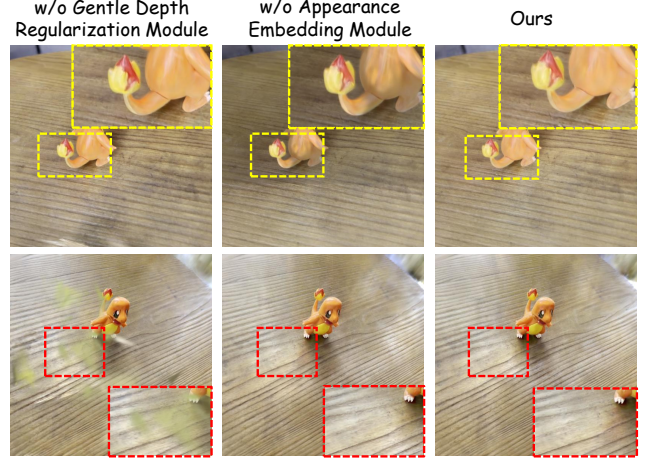 w/o Gentle Depth
Regularization Module
w/o Appearance
Embedding Module
Ours